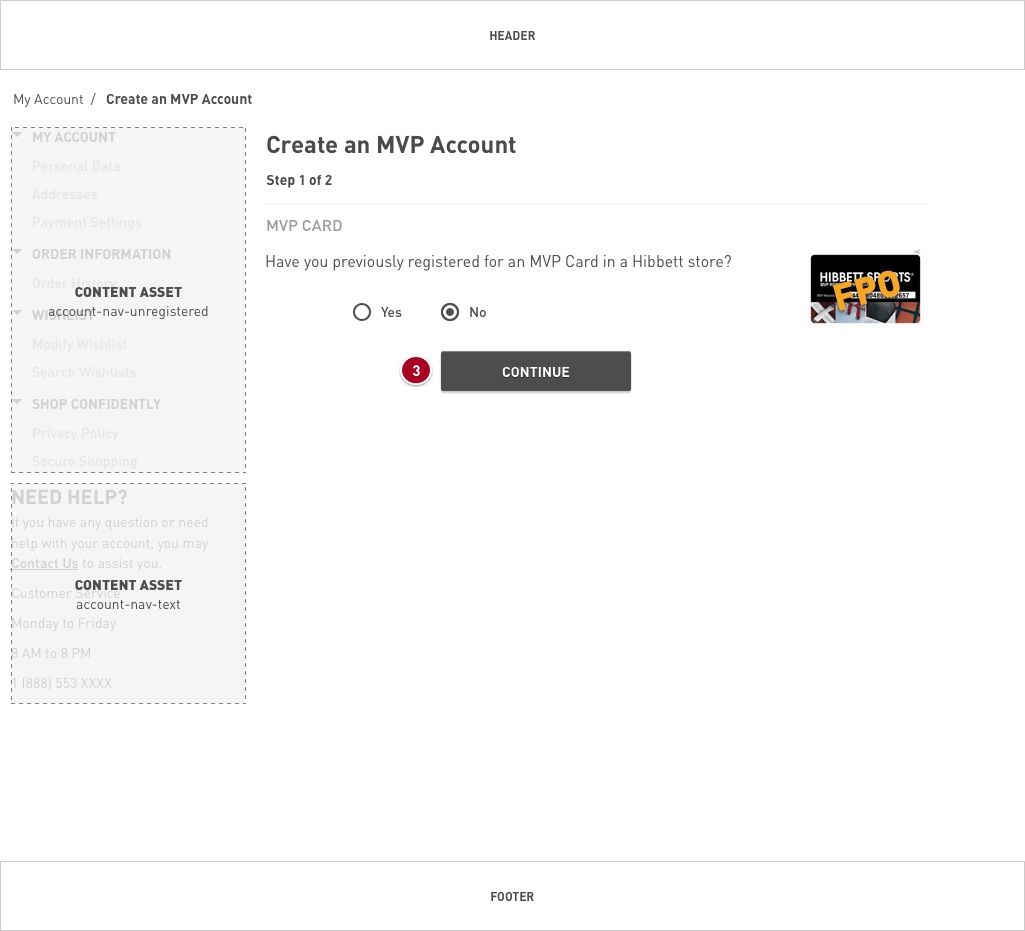 HEADER
My Account / Create an MVP Account
MY ACCOUNT
Personal Data
Addresses
Payment Settings
ORDER INFORMATION
Order History
CONTENT ASSET
account-nav-unregistered
WISHLIST
Modify Wishlist
Search Wishlists
SHOP CONFIDENTLY
Privacy Policy
Secure Shopping
NEED HELP?
If you have any question or need
help with your account, you may
Contact Us to assist you.
CONTENT ASSET
Customer Service
account-nav-text
Monday to Friday
8 AM to 8 PM
1 (888) 553 XXXX
Create an MVP Account
Step 1 of 2
MVP CARD
Have you previously registered for an MVP Card in a Hibbett store?
HIBBETT SPORTS®
FPO
Yes
No
3
CONTINUE
FOOTER